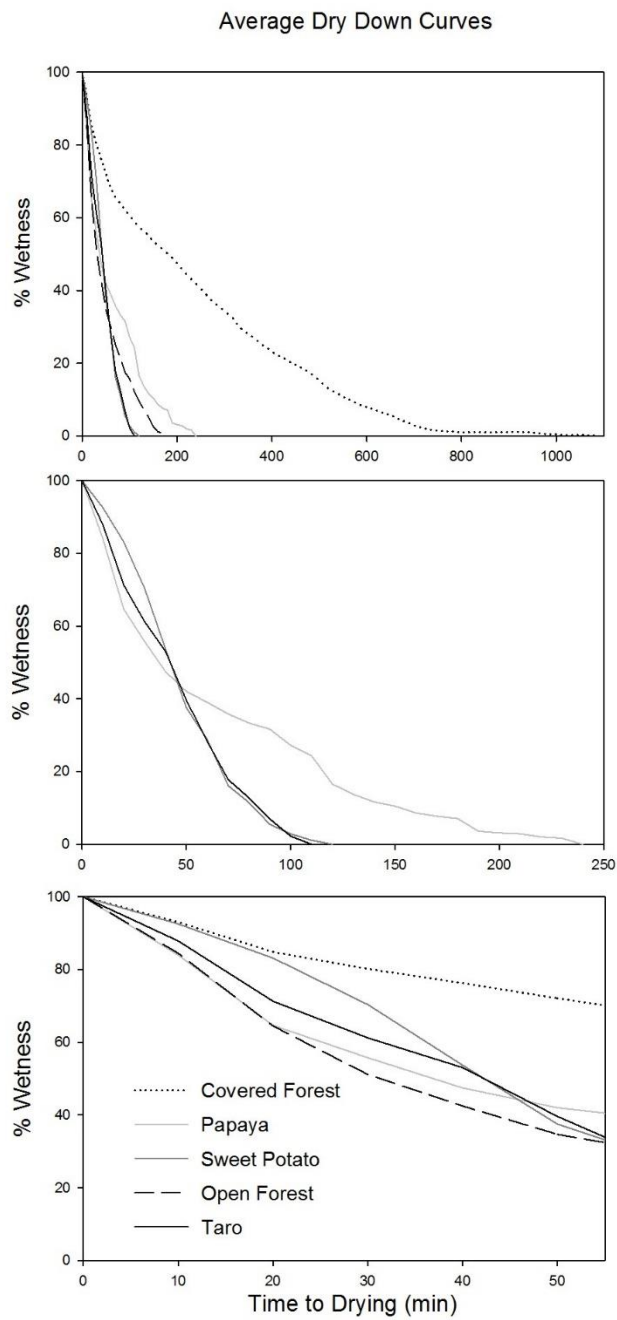 Average Dry Down Curves
100
80
60
40
20
0
% Wetness
0 200 400 600 800 1000
100
80
60
40
20
0
% Wetness
0 50 100 150 200 250
100
80
60
40
20
0
% Wetness
Covered Forest
Papaya
Sweet Potato
Open Forest
Taro
0 10 20 30 40 50
Time to Drying (min)